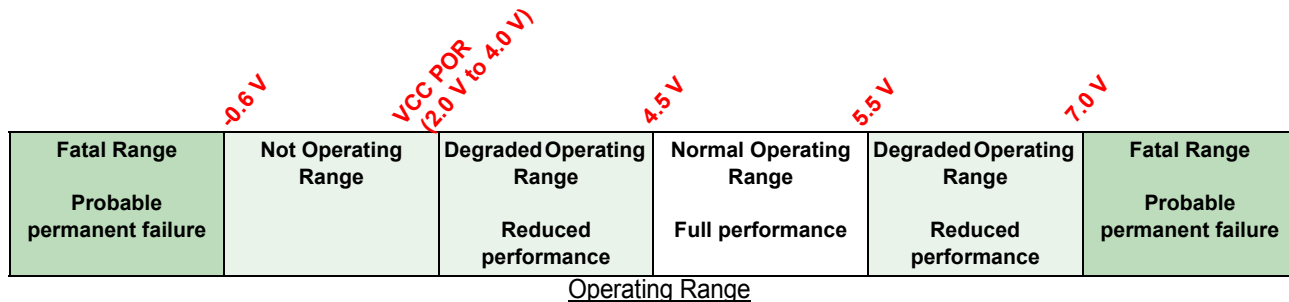 -0.6 V
VCC POR
(2.0 V to 4.0 V)
4.5 V
5.5 V
7.0 V
Fatal Range
Probable
permanent failure
Not Operating
Range
Degraded Operating
Range
Reduced
performance
Normal Operating
Range
Full performance
Degraded Operating
Range
Reduced
performance
Fatal Range
Probable
permanent failure
Operating Range